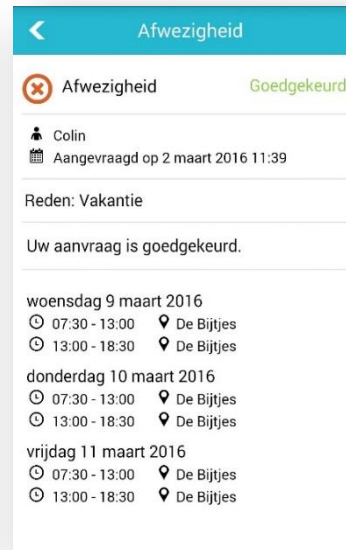 Afwezigheid
Afwezigheid Goedgekeurd
Colin
Aangevraagd op 2 maart 2016 11:39
Reden: Vakantie
Uw aanvraag is goedgekeurd.
woensdag 9 maart 2016
07:30 - 13:00 De Bijtjes
13:00 - 18:30 De Bijtjes
donderdag 10 maart 2016
07:30 - 13:00 De Bijtjes
13:00 - 18:30 De Bijtjes
vrijdag 11 maart 2016
07:30 - 13:00 De Bijtjes
13:00 - 18:30 De Bijtjes